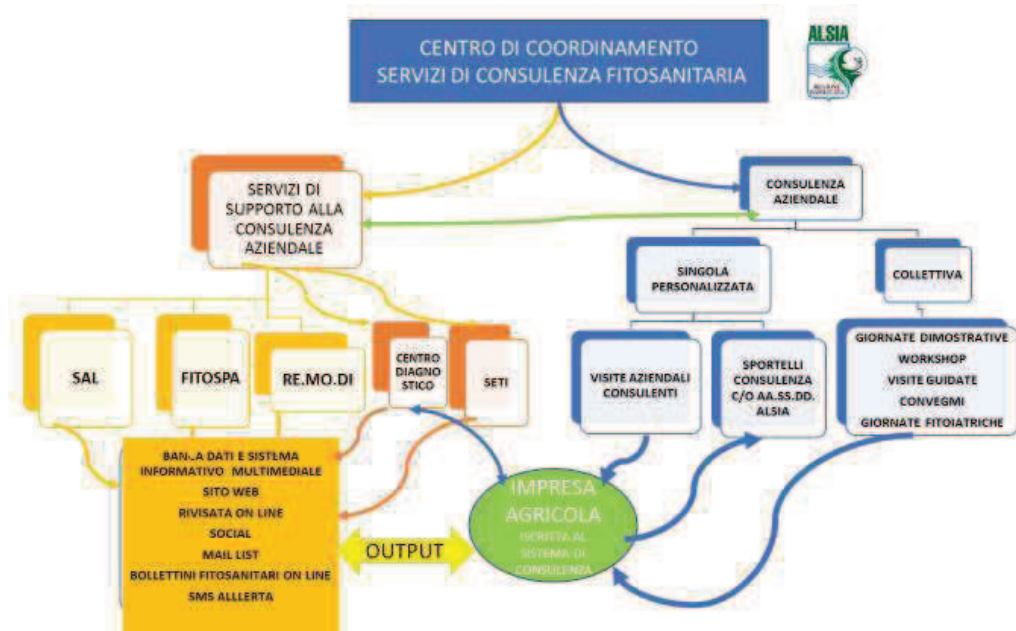 CENTRO DI COORDINAMENTO
SERVIZI DI CONSULENZA FITOSANITARIA
ALSIA
SERVIZI DI
SUPPORTO ALLA
CONSULENZA
AZIENDALE
CONSULENZA
AZIENDALE
SINGOLA
PERSONALIZZATA
COLLETTIVA
SAL
FITOSPA
RE.MO.DI
CENTRO
DIAGNO
STICO
SETI
VISITE AZIENDALI
CONSULENTI
SPORTELLI
CONSULENZA
C/O AA.SS.DD.
ALSIA
GIORNATE DIMOSTRATIVE
WORKSHOP
VISITE GUIDATE
CONVEGMI
GIORNATE FITOIATRICHE
DATI E SISTEMA
INFORMATIVO MULTIMEDIALE
SITO WEB
RIVISATA ON LINE
SOCIAL
MAIL LIST
BOLLETTINI FITOSANITARI ON LINE
SMS ALLLERTA
OUTPUT
IMPRESA
AGRICOLA
ISCRITTA AL
SISTEMA DI
CONSULENZA